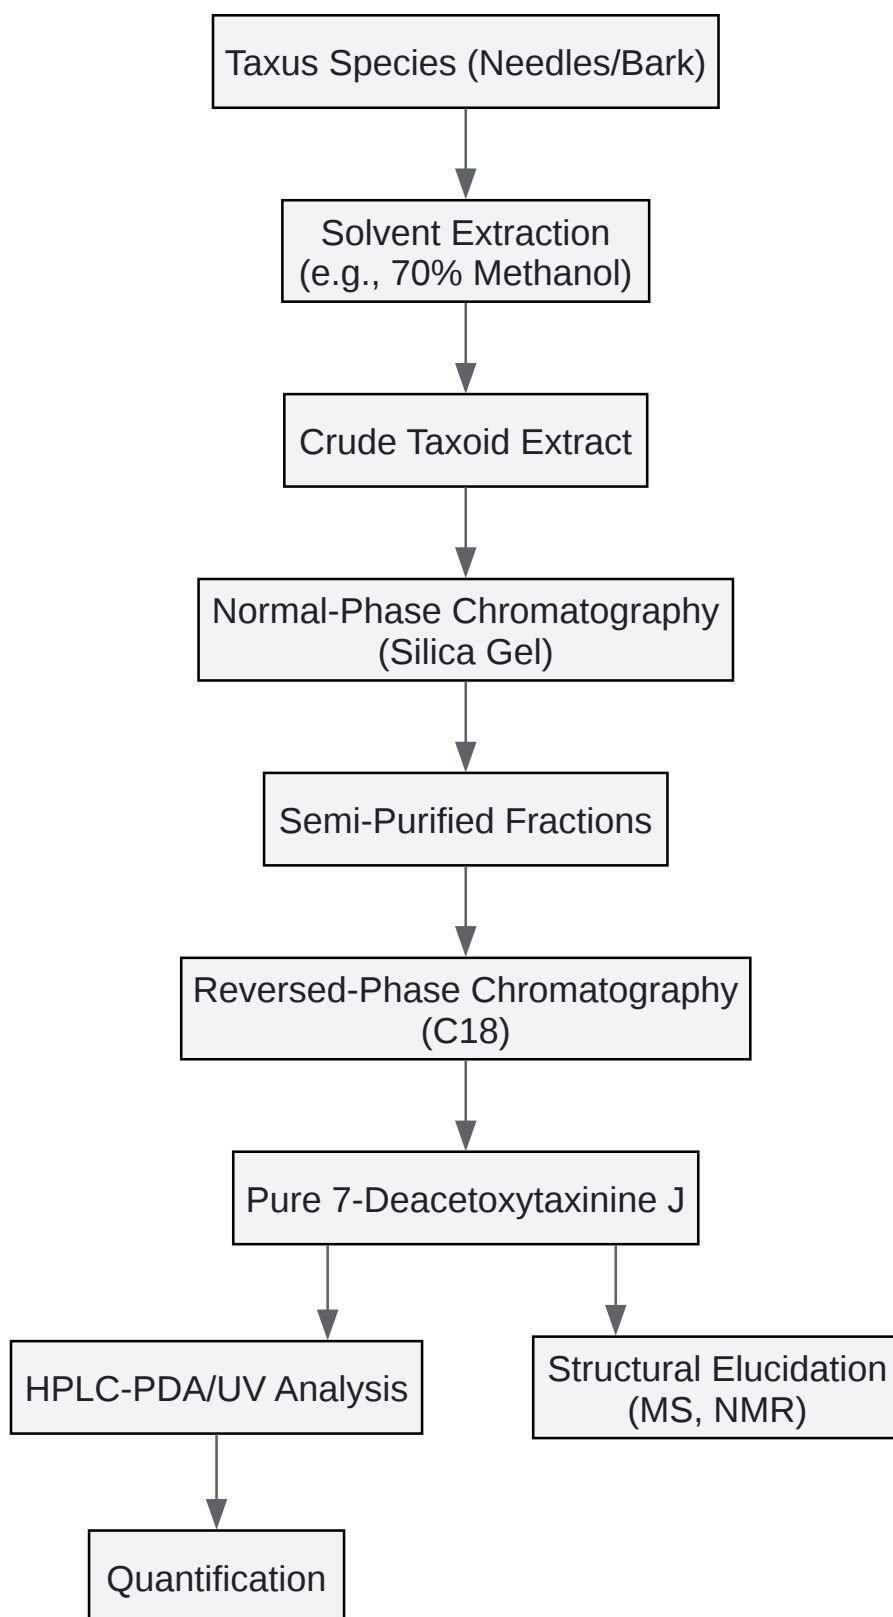 Taxus Species (Needles/Bark)
Solvent Extraction
(e.g., 70% Methanol)
Crude Taxoid Extract
Normal-Phase Chromatography
(Silica Gel)
Semi-Purified Fractions
Reversed-Phase Chromatography
(C18)
Pure 7-Deacetoxytaxinine J
HPLC-PDA/UV Analysis
Structural Elucidation
(MS, NMR)
Quantification